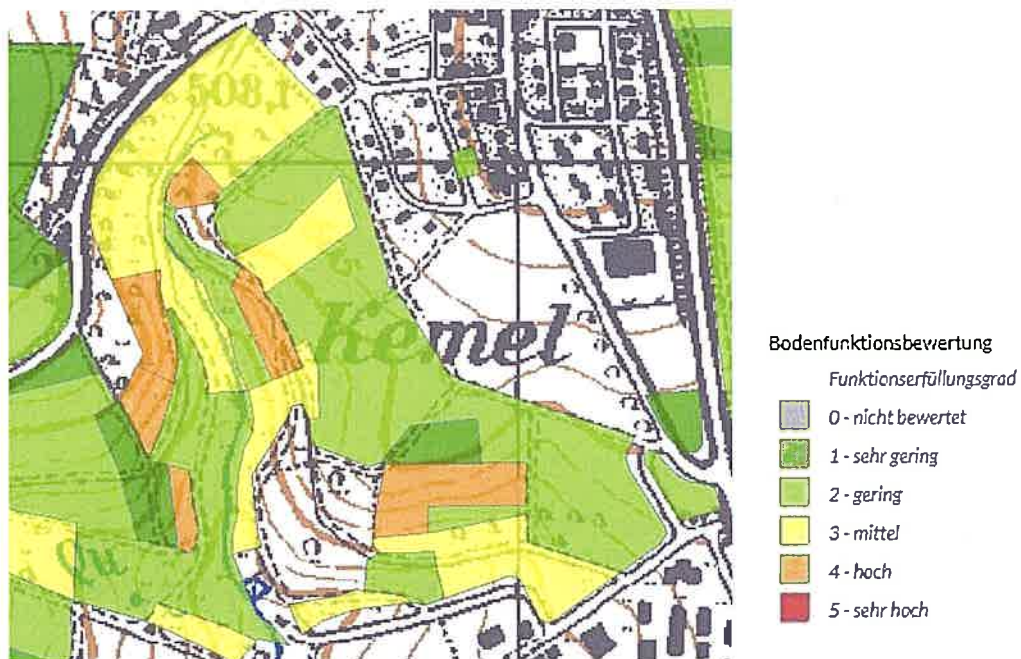 508,1
Kemel
Qu
Bodenfunktionsbewertung
Funktionserfüllungsgrad
0 - nicht bewertet
1 - sehr gering
2 - gering
3 - mittel
4 - hoch
5 - sehr hoch